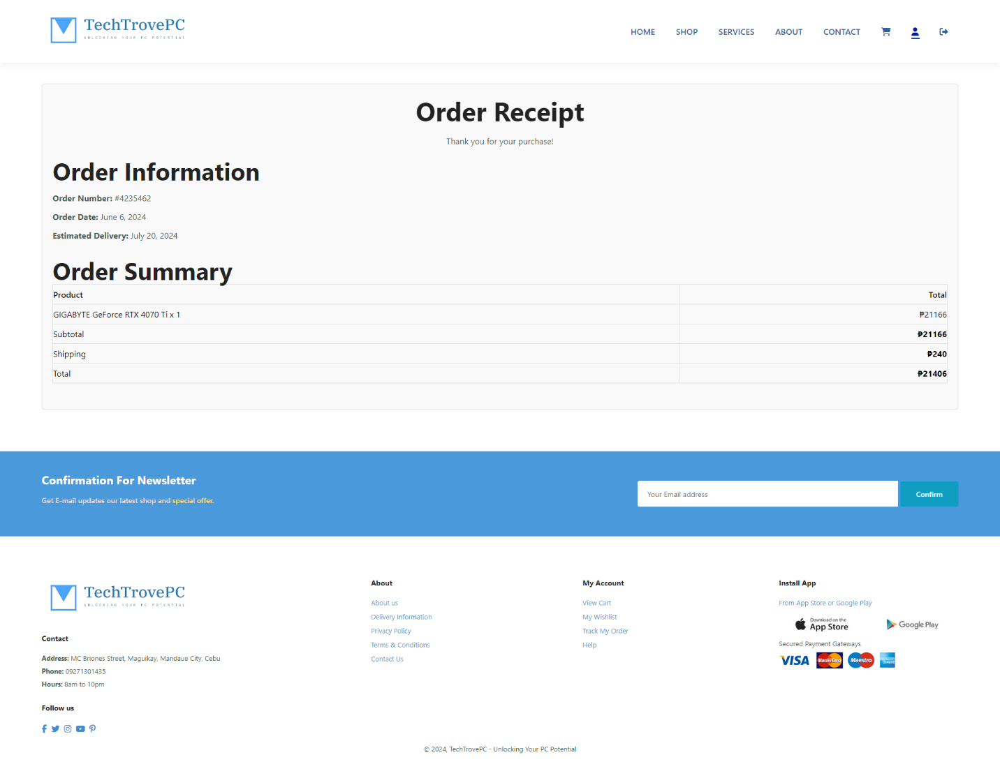 TechTrovePC
UNLOCKING YOUR PC POTENTIAL
HOME SHOP SERVICES ABOUT CONTACT
Order Receipt
Thank you for your purchase!
Order Information
Order Number: #4235462
Order Date: June 6, 2024
Estimated Delivery: July 20, 2024
Order Summary
Product Total
GIGABYTE GeForce RTX 4070 Ti x 1 ₱21166
Subtotal ₱21166
Shipping ₱240
Total ₱21406
Confirmation For Newsletter
Get E-mail updates our latest shop and special offer.
Your Email address
Confirm
TechTrovePC
UNLOCKING YOUR PC POTENTIAL
Contact
Address: MC Briones Street, Maguikay, Mandaue City, Cebu
Phone: 09271301435
Hours: 8am to 10pm
Follow us
About
About us
Delivery Information
Privacy Policy
Terms & Conditions
Contact Us
My Account
View Cart
My Wishlist
Track My Order
Help
Install App
From App Store or Google Play
Download on the
App Store
Google Play
Secured Payment Gateways
VISA MasterCard Maestro
© 2024, TechTrovePC - Unlocking Your PC Potential